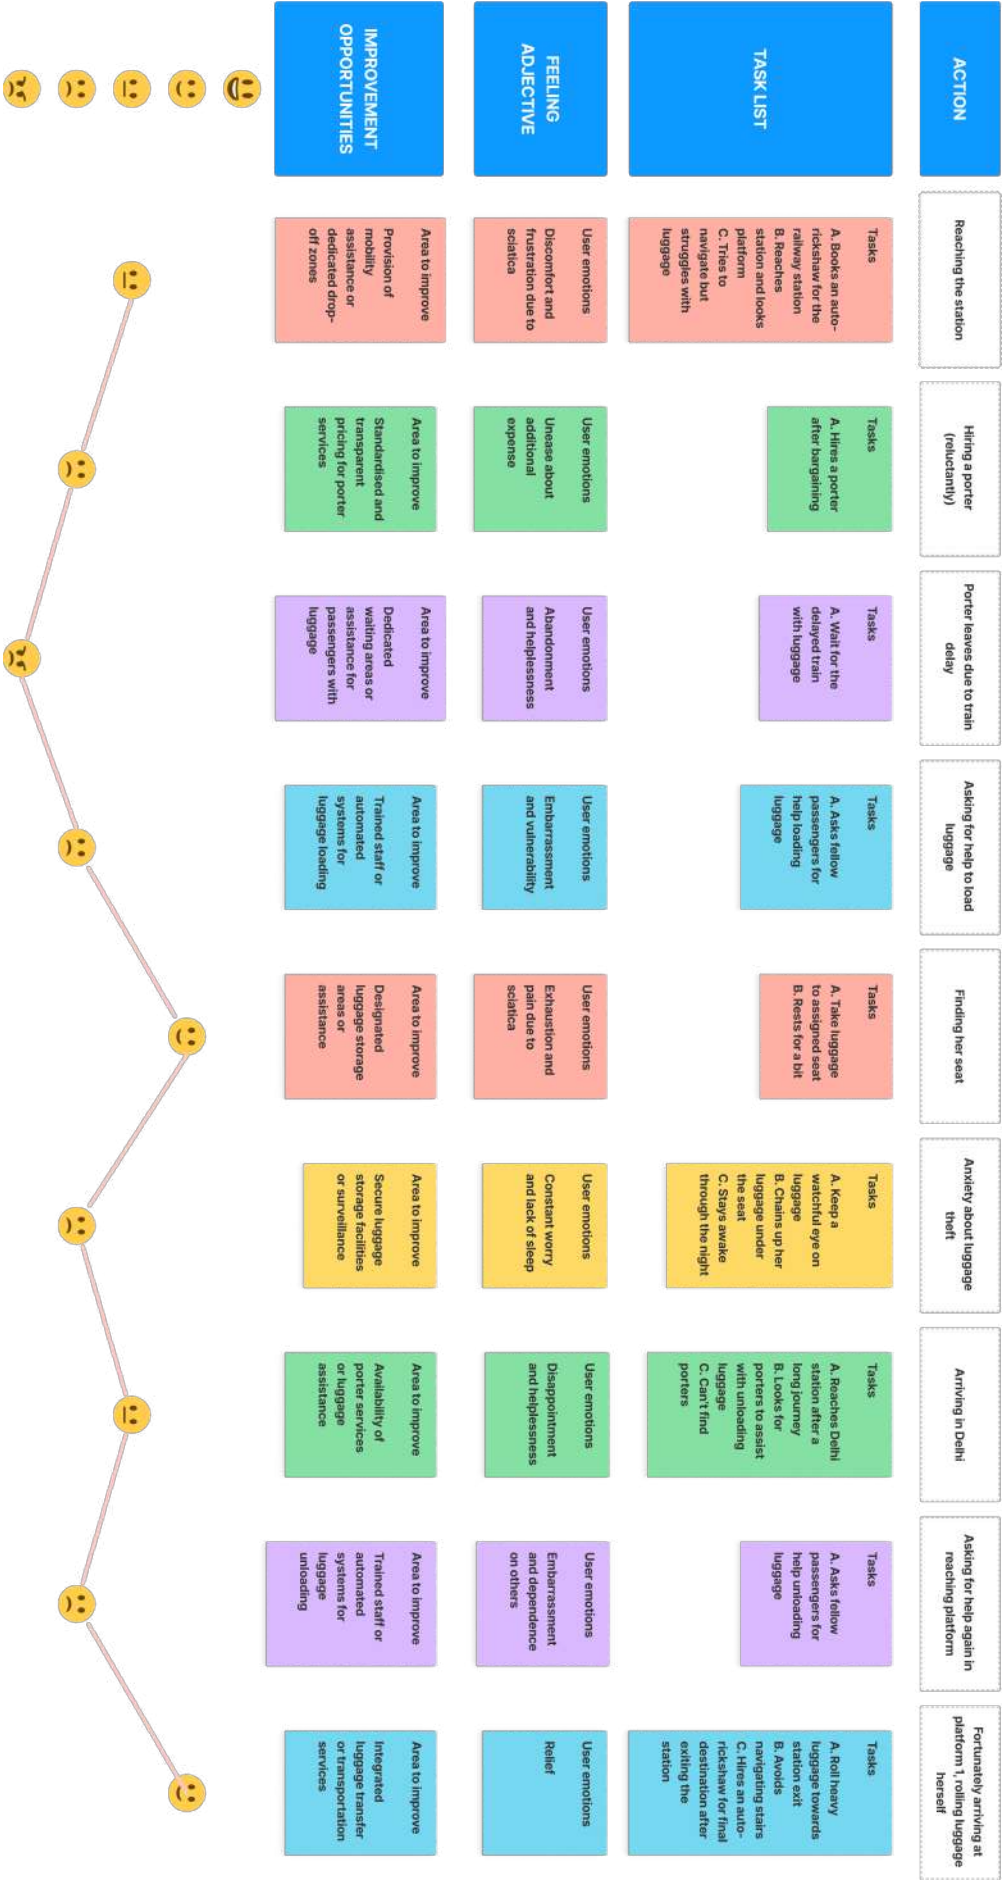 ACTION
Reaching the station
Hiring a porter
(reluctantly)
Porter leaves due to train
delay
Asking for help to load
luggage
Finding her seat
Anxiety about luggage
theft
Arriving in Delhi
Asking for help again in
reaching platform
Fortunately arriving at
platform 1, rolling luggage
herself
TASK LIST
Tasks
A. Books an auto-
rickshaw for the
railway station
B. Reaches
station and looks
platform
C. Tries to
navigate but
struggles with
luggage
Tasks
A. Hires a porter
after bargaining
Tasks
A. Wait for the
delayed train
with luggage
Tasks
A. Asks fellow
passengers for
help loading
luggage
Tasks
A. Take luggage
to assigned seat
B. Rests for a bit
Tasks
A. Keep a
watchful eye on
luggage
B. Chains up her
luggage under
the seat
C. Stays awake
through the night
Tasks
A. Reaches Delhi
station after a
long journey
B. Looks for
porters to assist
with unloading
luggage
C. Can't find
porters
Tasks
A. Asks fellow
passengers for
help unloading
luggage
Tasks
A. Roll heavy
luggage towards
station exit
B. Avoids
navigating stairs
C. Hires an auto-
rickshaw for final
destination after
exiting the
station
FEELING
ADJECTIVE
User emotions
Discomfort and
frustration due to
sciatica
User emotions
Unease about
additional
expense
User emotions
Abandonment
and helplessness
User emotions
Embarrassment
and vulnerability
User emotions
Exhaustion and
pain due to
sciatica
User emotions
Constant worry
and lack of sleep
User emotions
Disappointment
and helplessness
User emotions
Embarrassment
and dependence
on others
User emotions
Relief
IMPROVEMENT
OPPORTUNITIES
Area to improve
Provision of
mobility
assistance or
dedicated drop-
off zones
Area to improve
Standardised and
transparent
pricing for porter
services
Area to improve
Dedicated
waiting areas or
assistance for
passengers with
luggage
Area to improve
Trained staff or
automated
systems for
luggage loading
Area to improve
Designated
luggage storage
areas or
assistance
Area to improve
Secure luggage
storage facilities
or surveillance
Area to improve
Availability of
porter services
or luggage
assistance
Area to improve
Trained staff or
automated
systems for
luggage
unloading
Area to improve
Integrated
luggage transfer
or transportation
services